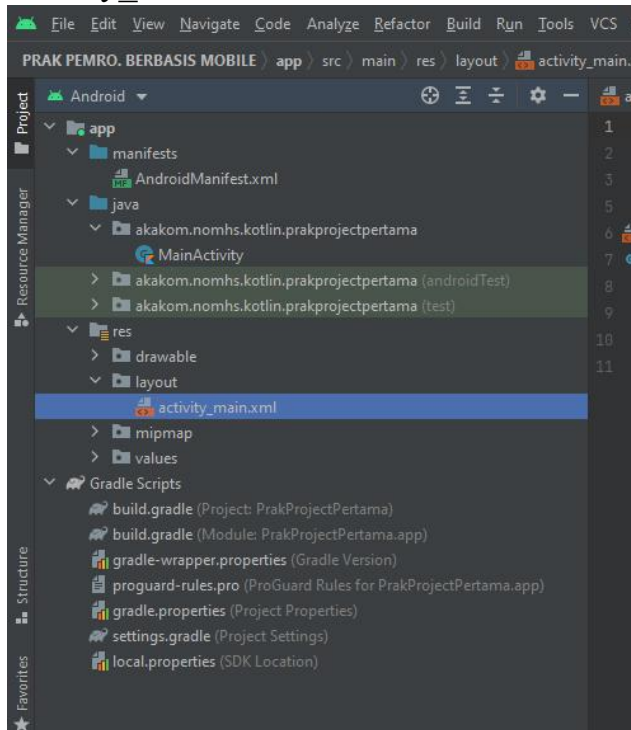 File Edit View Navigate Code Analyze Refactor Build Run Tools VCS
PRAK PEMRO. BERBASIS MOBILE app src main res layout activity_main.
Project
Android
app
manifests
AndroidManifest.xml
java
akakom.nomhs.kotlin.prakprojectpertama
MainActivity
akakom.nomhs.kotlin.prakprojectpertama (androidTest)
akakom.nomhs.kotlin.prakprojectpertama (test)
res
drawable
layout
activity_main.xml
mipmap
values
Gradle Scripts
build.gradle (Project: PrakProjectPertama)
build.gradle (Module: PrakProjectPertama.app)
gradle-wrapper.properties (Gradle Version)
proguard-rules.pro (ProGuard Rules for PrakProjectPertama.app)
gradle.properties (Project Properties)
settings.gradle (Project Settings)
local.properties (SDK Location)
Resource Manager
Structure
Favorites
1
2
3
5
6
7
8
9
10
11